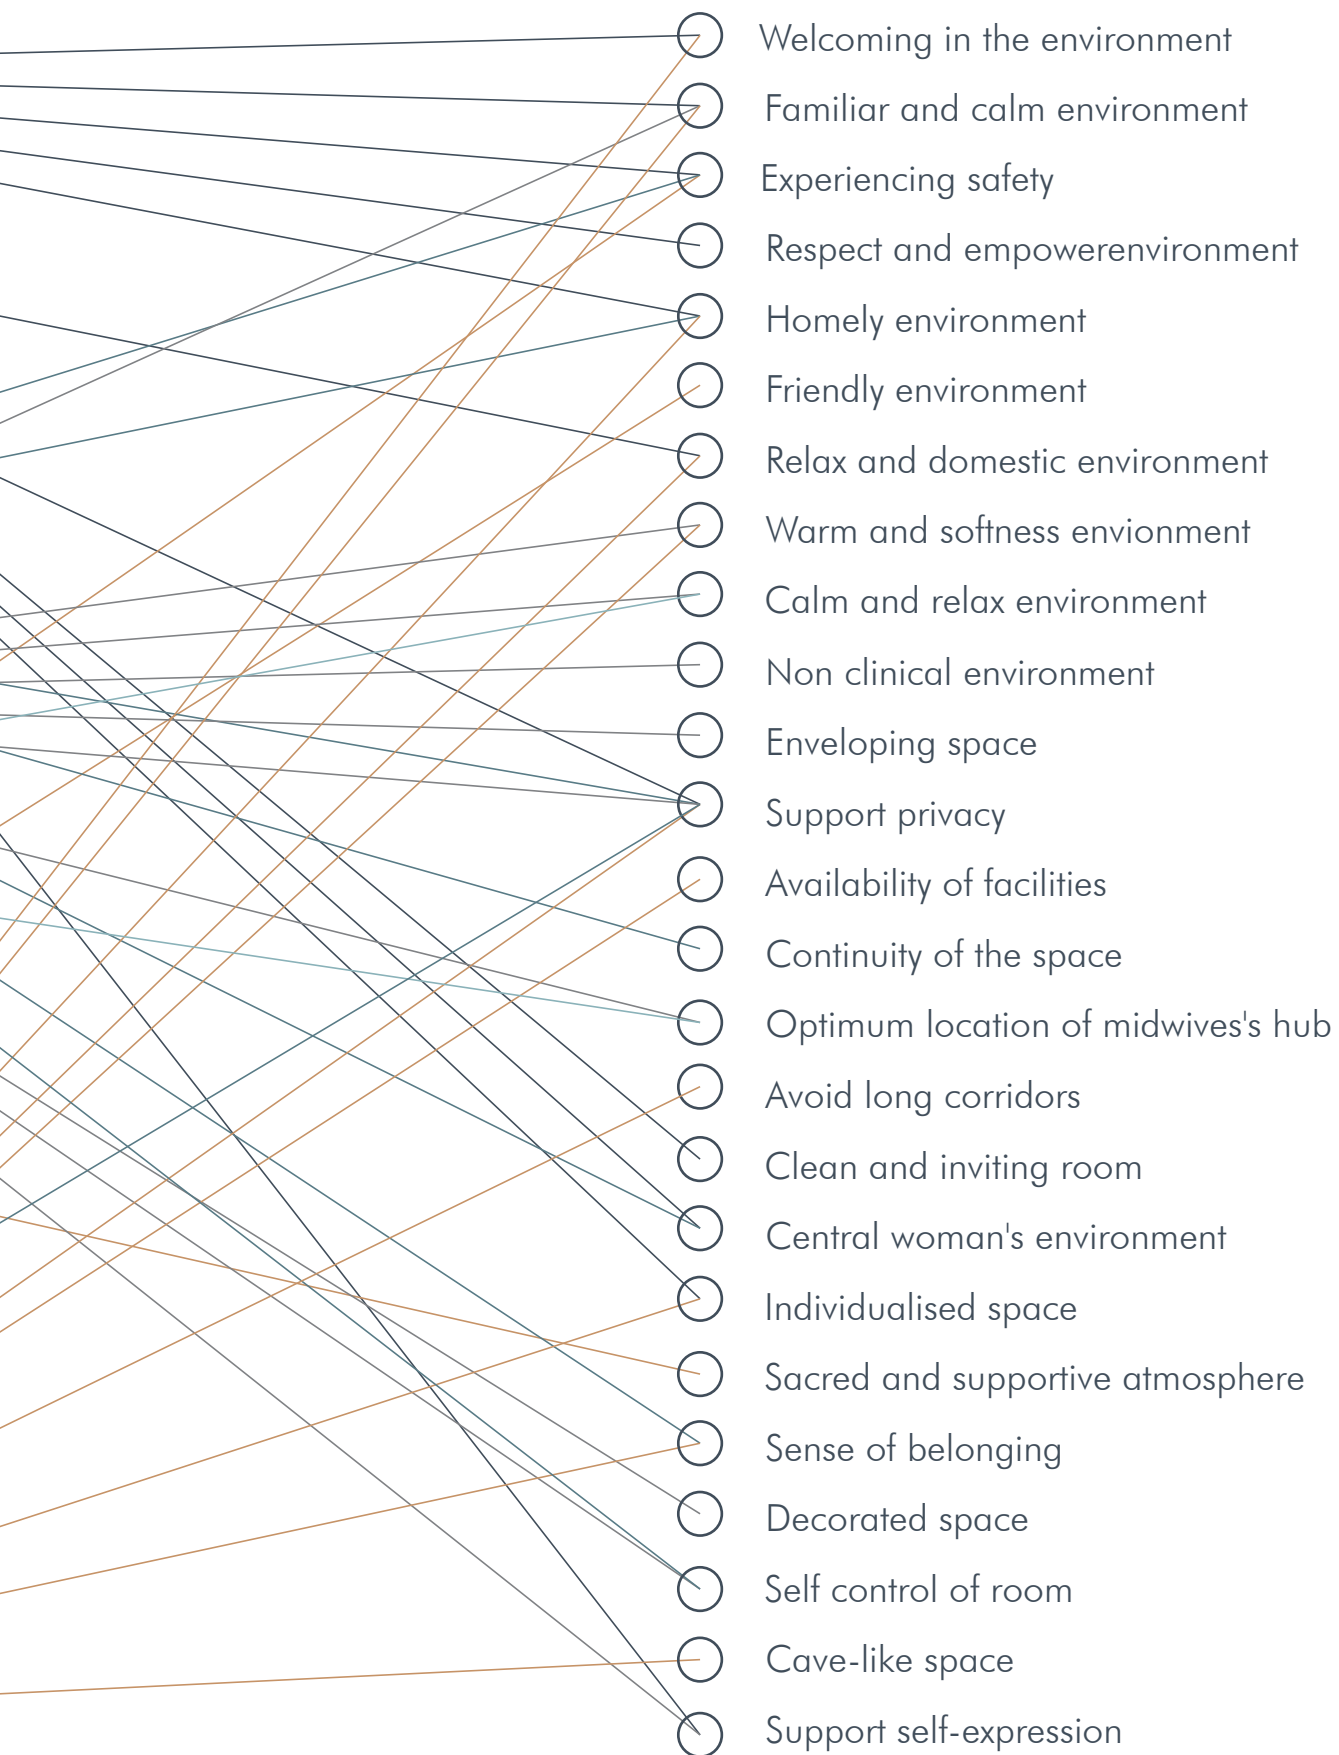 Welcoming in the environment
Familiar and calm environment
Experiencing safety
Respect and empowerenvironment
Homely environment
Friendly environment
Relax and domestic environment
Warm and softness envionment
Calm and relax environment
Non clinical environment
Enveloping space
Support privacy
Availability of facilities
Continuity of the space
Optimum location of midwives's hub
Avoid long corridors
Clean and inviting room
Central woman's environment
Individualised space
Sacred and supportive atmosphere
Sense of belonging
Decorated space
Self control of room
Cave-like space
Support self-expression